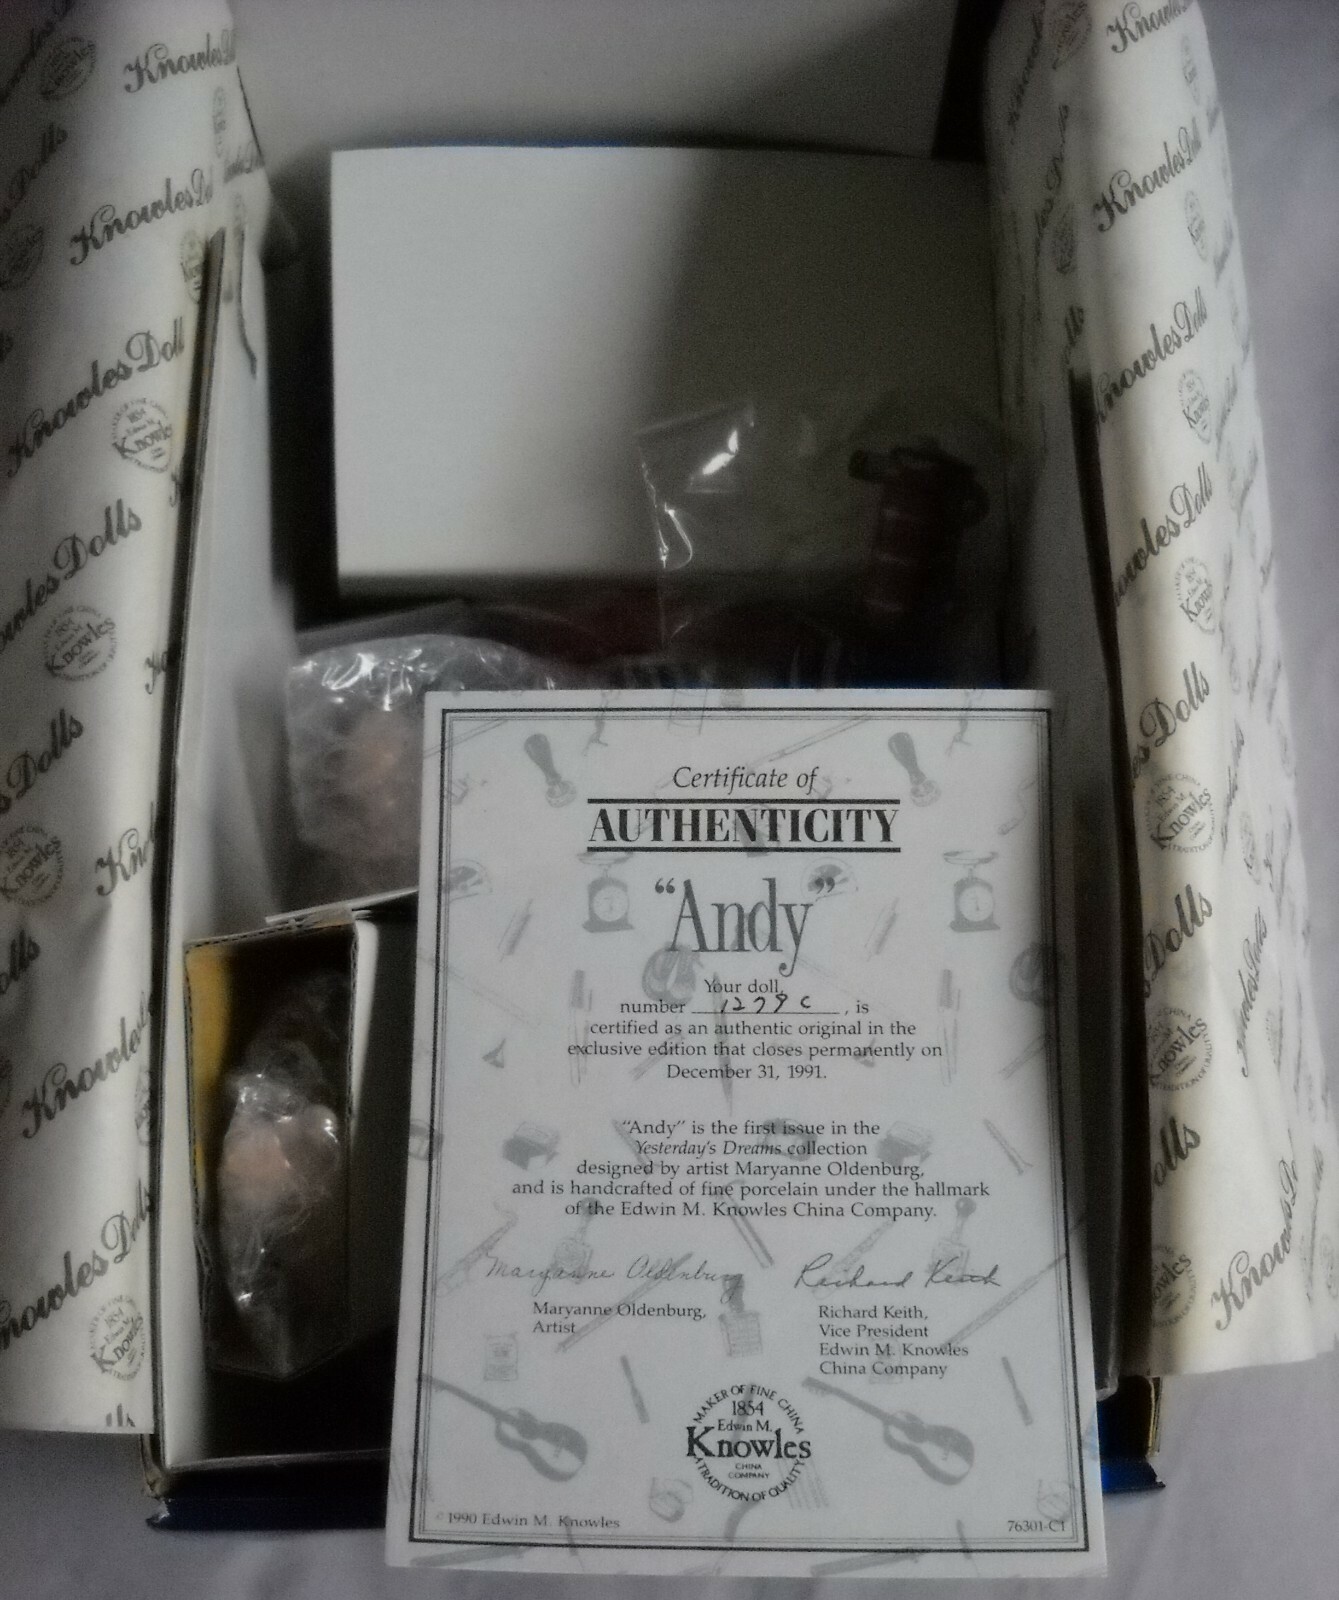 Certificate of
AUTHENTICITY
"Andy"
Your doll,
number 1279C, is
certified as an authentic original in the
exclusive edition that closes permanently on
December 31, 1991.
"Andy" is the first issue in the
Yesterday's Dreams collection
designed by artist Maryanne Oldenburg,
and is handcrafted of fine porcelain under the hallmark
of the Edwin M. Knowles China Company.
Maryanne Oldenburg Richard Keith
Maryanne Oldenburg,
Artist
Richard Keith,
Vice President
Edwin M. Knowles
China Company
MAKER OF FINE CHINA
1854
Edwin M.
Knowles
CHINA
COMPANY
A TRADITION OF QUALITY
©1990 Edwin M. Knowles
76301-C1
Knowles Dolls
Knowles Dolls
Knowles Dolls
Knowles Dolls
Knowles Dolls
Knowles Dolls